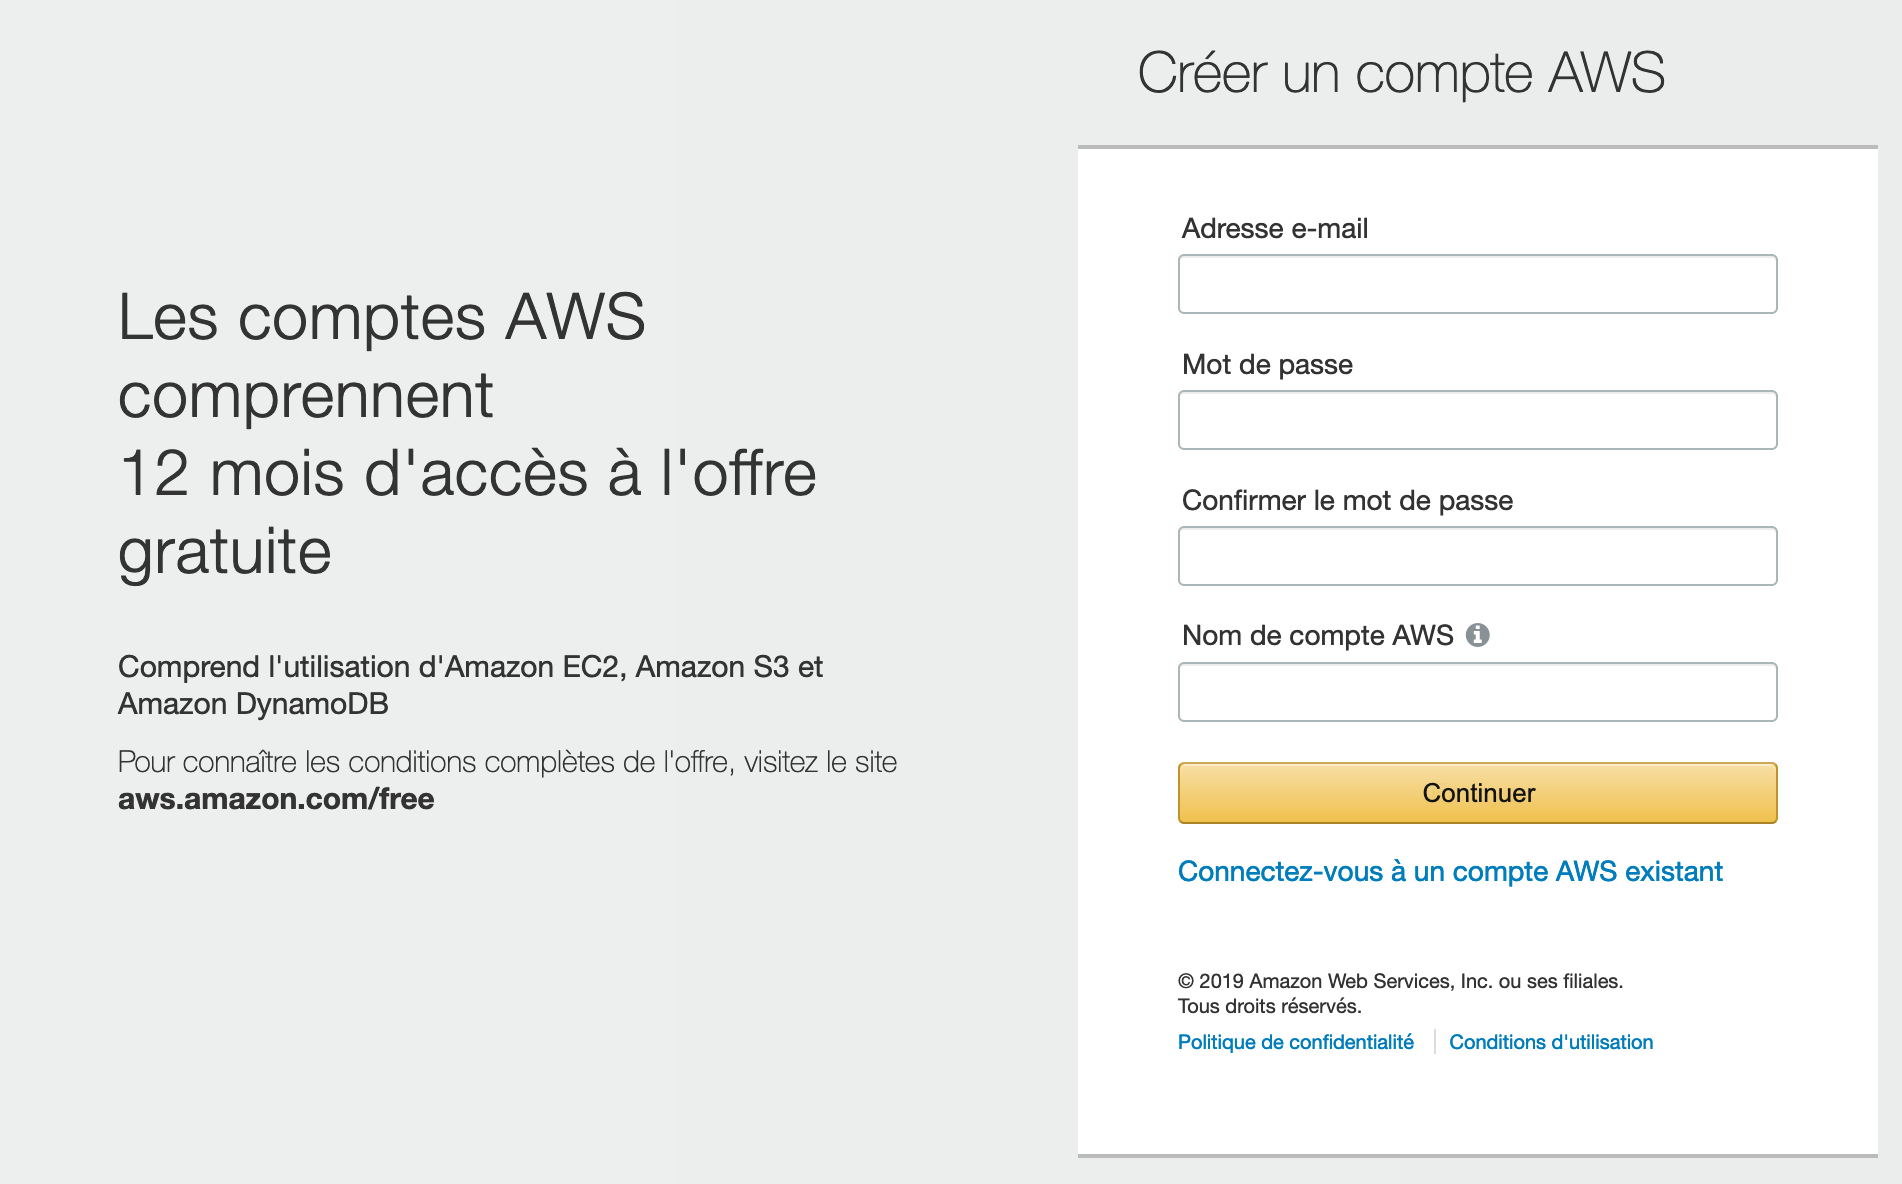 Créer un compte AWS
Les comptes AWS
comprennent
12 mois d'accès à l'offre
gratuite
Comprend l'utilisation d'Amazon EC2, Amazon S3 et
Amazon DynamoDB
Pour connaître les conditions complètes de l'offre, visitez le site
aws.amazon.com/free
Adresse e-mail
Mot de passe
Confirmer le mot de passe
Nom de compte AWS
Continuer
Connectez-vous à un compte AWS existant
© 2019 Amazon Web Services, Inc. ou ses filiales.
Tous droits réservés.
Politique de confidentialité | Conditions d'utilisation